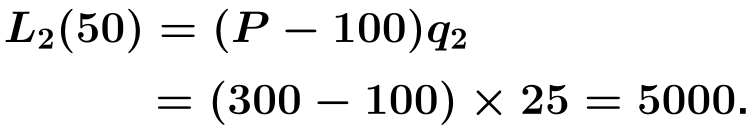 L₂(50) = (P − 100)q₂
= (300 − 100) × 25 = 5000.